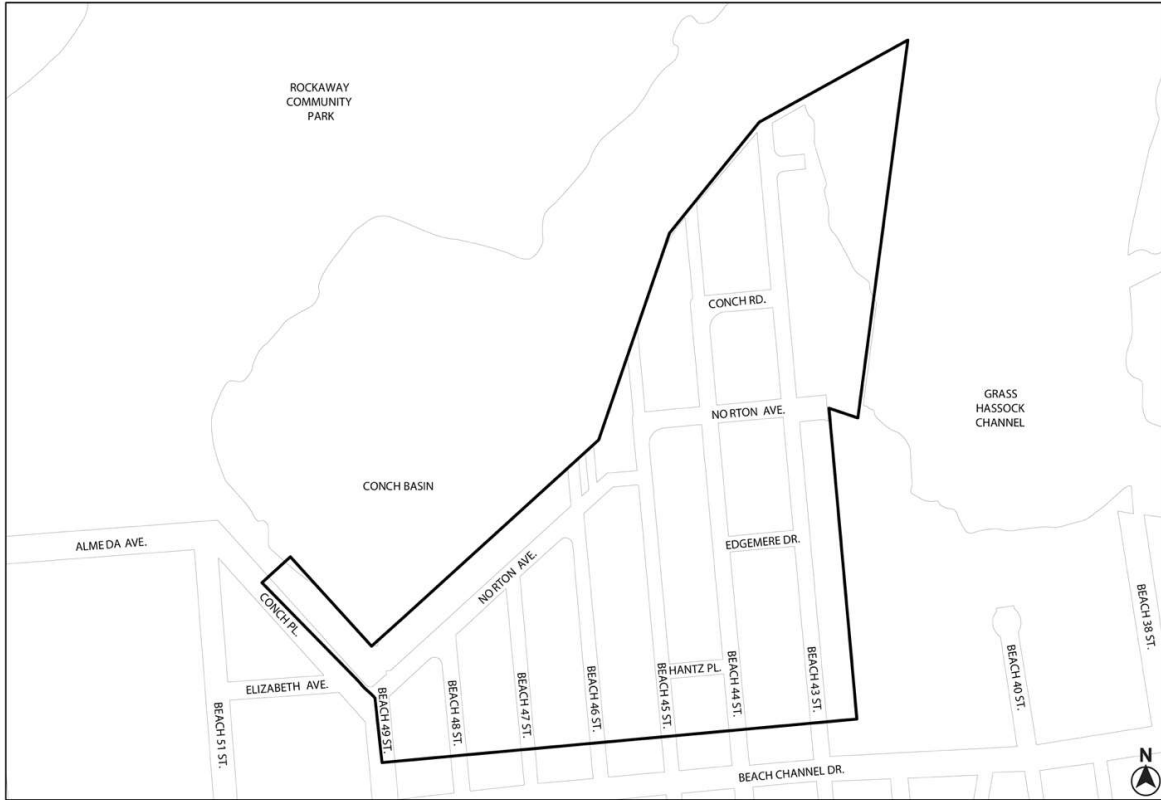 ROCKAWAY
COMMUNITY
PARK
CONCH RD.
NORTON AVE.
GRASS
HASSOCK
CHANNEL
CONCH BASIN
ALMEDA AVE.
EDGEMERE DR.
NORTON AVE.
CONCH PL.
BEACH 38 ST.
HANTZ PL.
ELIZABETH AVE.
BEACH 51 ST.
BEACH 49 ST.
BEACH 48 ST.
BEACH 47 ST.
BEACH 46 ST.
BEACH 45 ST.
BEACH 44 ST.
BEACH 43 ST.
BEACH 40 ST.
BEACH CHANNEL DR.
N